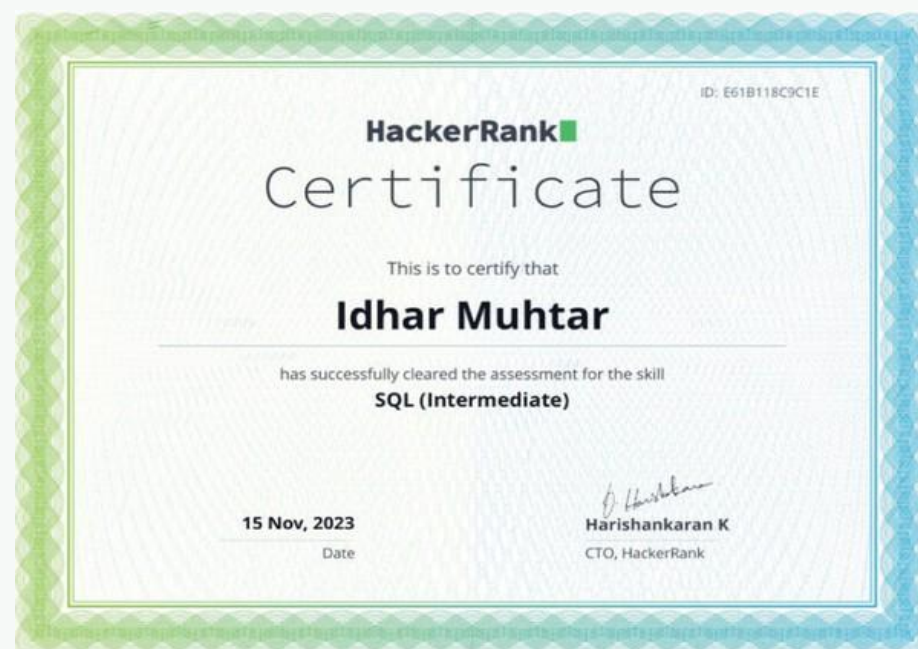 ID: E61B118C9C1E
HackerRank
Certificate
This is to certify that
Idhar Muhtar
has successfully cleared the assessment for the skill
SQL (Intermediate)
15 Nov, 2023
Date
Harishankaran K
CTO, HackerRank